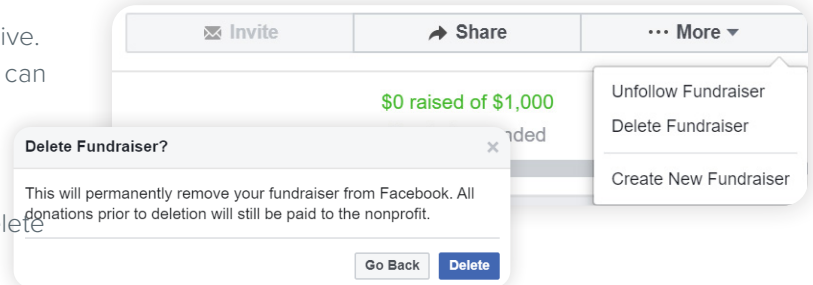 ive.
can
Invite
Share
··· More
$0 raised of $1,000
Unfollow Fundraiser
Delete Fundraiser
Create New Fundraiser
Delete Fundraiser?
This will permanently remove your fundraiser from Facebook. All
donations prior to deletion will still be paid to the nonprofit.
Go Back
Delete